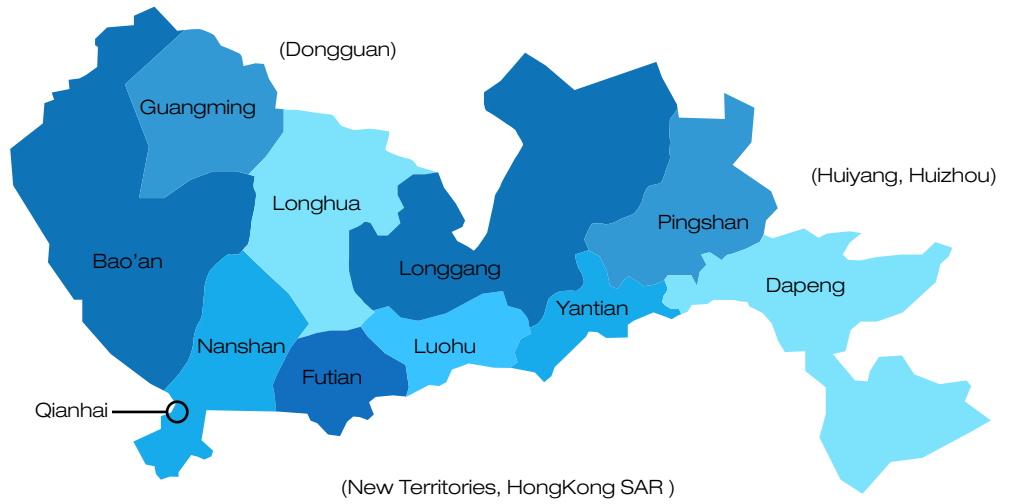 (Dongguan)
Guangming
(Huiyang, Huizhou)
Longhua
Pingshan
Bao’an
Longgang
Dapeng
Yantian
Nanshan
Luohu
Futian
Qianhai
(New Territories, HongKong SAR )